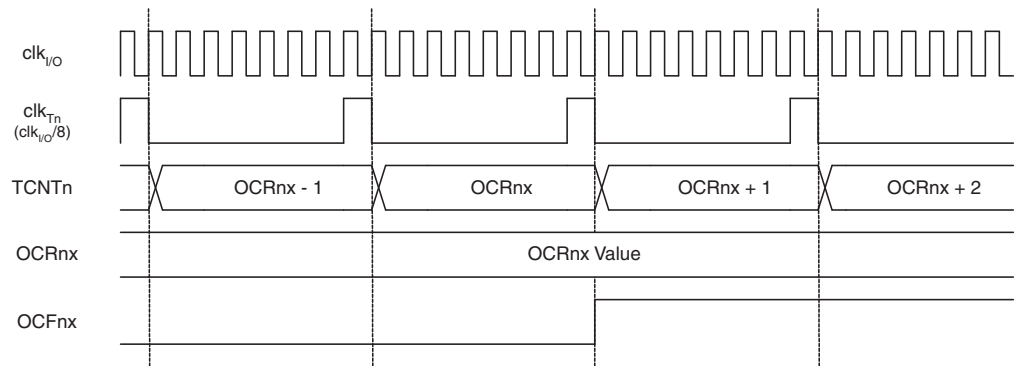 clkI/O
clkTn
(clkI/O/8)
TCNTn
OCRnx - 1
OCRnx
OCRnx + 1
OCRnx + 2
OCRnx
OCRnx Value
OCFnx